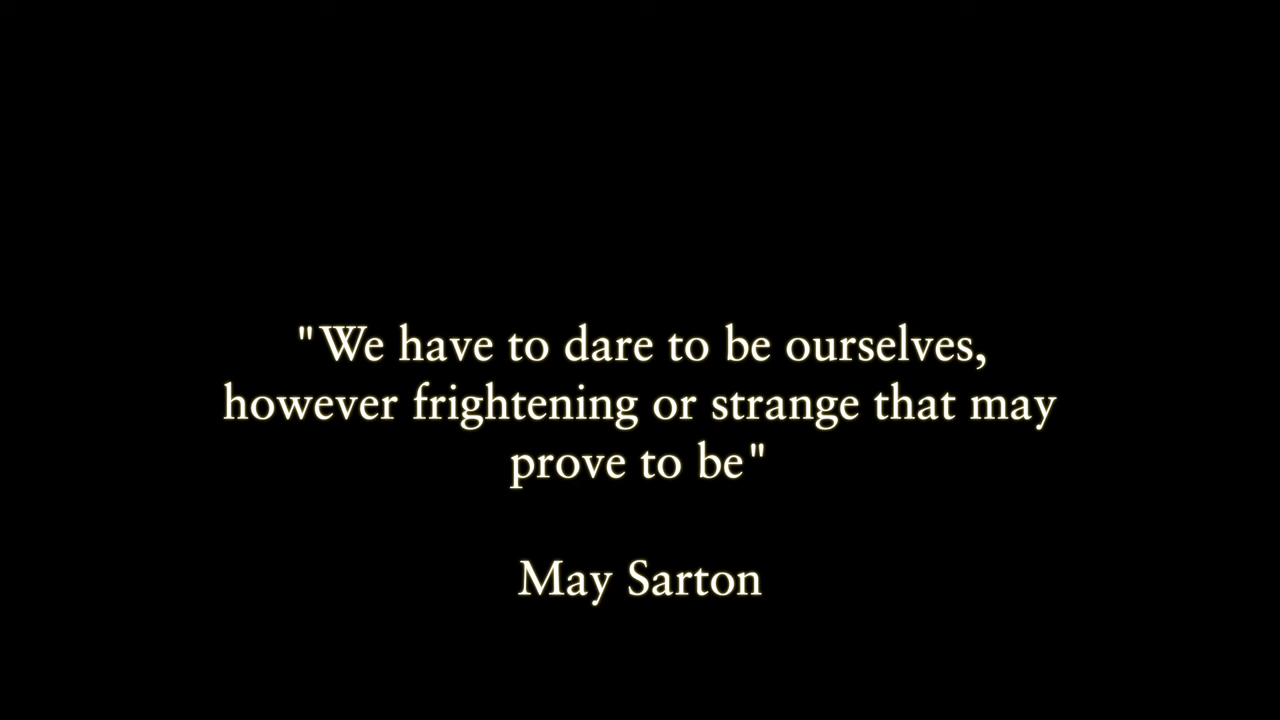 "We have to dare to be ourselves,
however frightening or strange that may
prove to be"
May Sarton